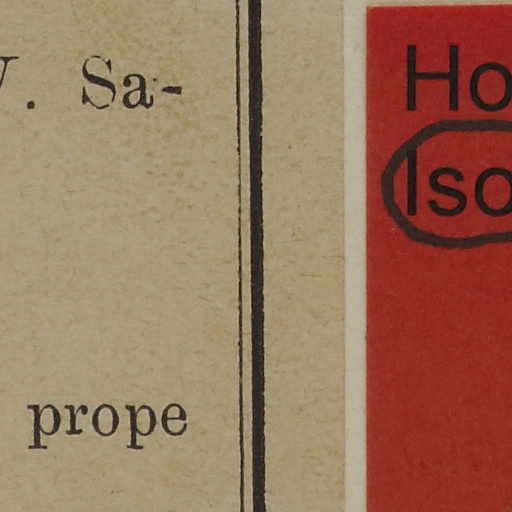 . Sa-
prope
Ho
Iso